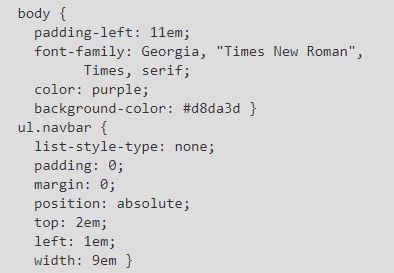 body {
  padding-left: 11em;
  font-family: Georgia, "Times New Roman",
        Times, serif;
  color: purple;
  background-color: #d8da3d }
ul.navbar {
  list-style-type: none;
  padding: 0;
  margin: 0;
  position: absolute;
  top: 2em;
  left: 1em;
  width: 9em }